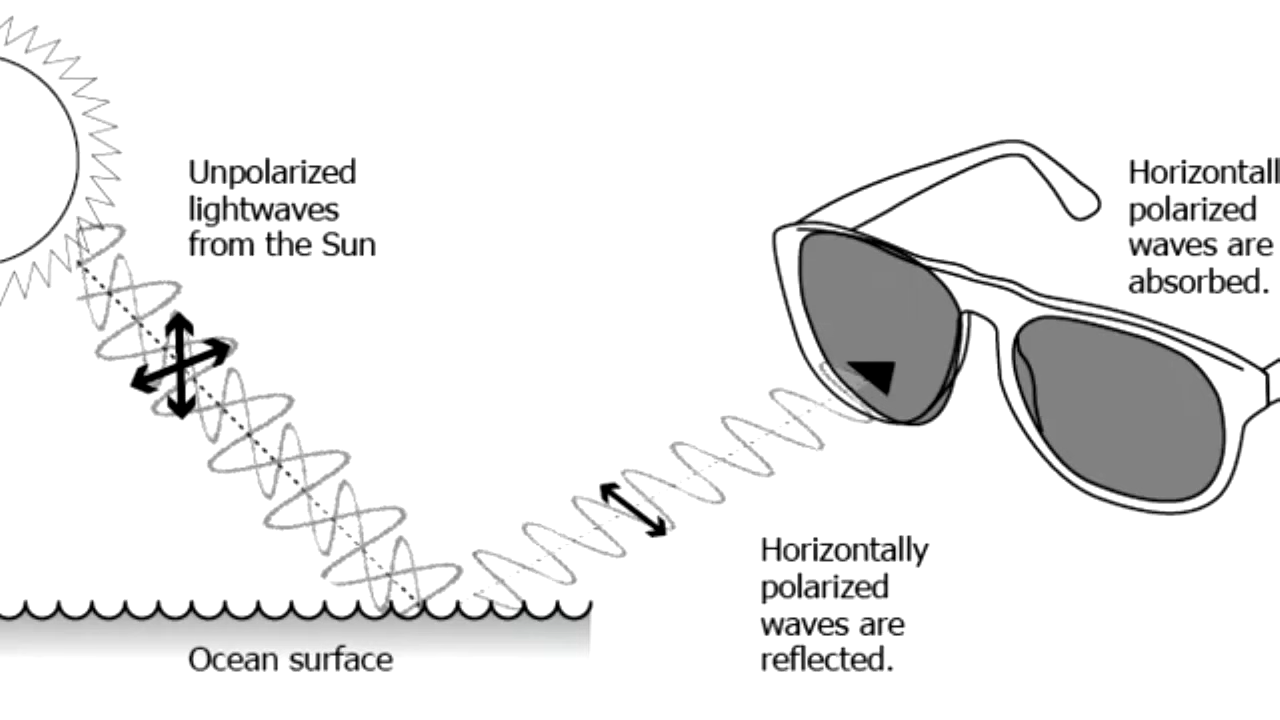 Unpolarized
lightwaves
from the Sun
Horizontall
polarized
waves are
absorbed.
Horizontally
polarized
waves are
reflected.
Ocean surface